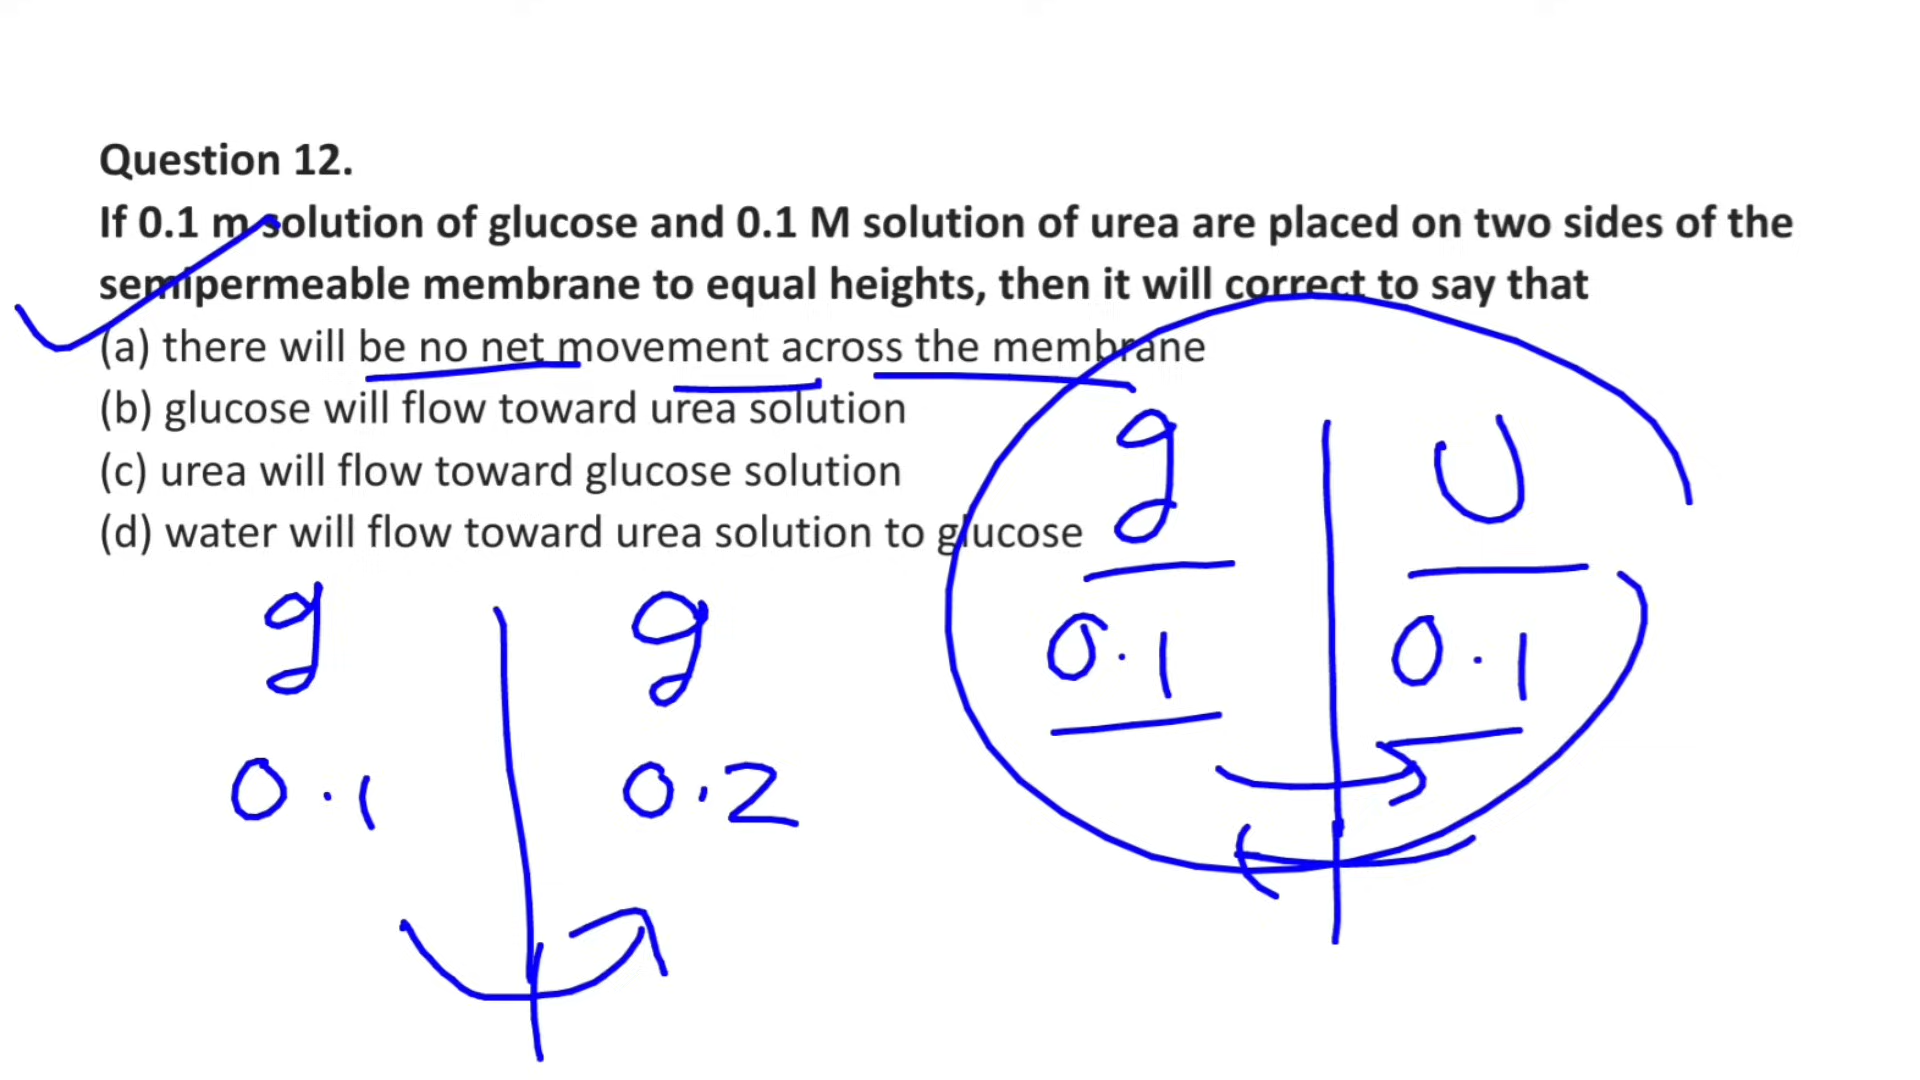 Question 12.
If 0.1 m solution of glucose and 0.1 M solution of urea are placed on two sides of the
semipermeable membrane to equal heights, then it will correct to say that
(a) there will be no net movement across the membrane
(b) glucose will flow toward urea solution
(c) urea will flow toward glucose solution
(d) water will flow toward urea solution to glucose
g U
0.1 0.1
g g
0.1 0.2